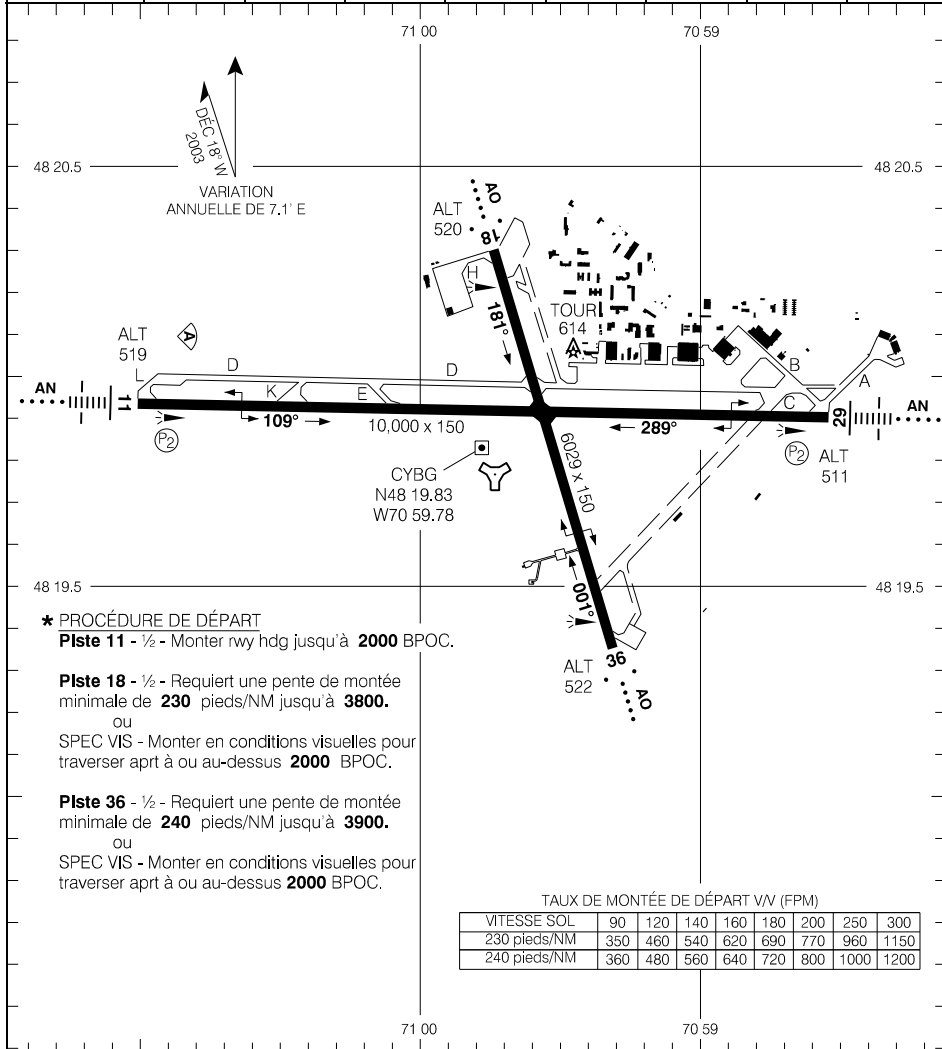 71 00
70 59
48 20.5
48 20.5
DÉC 18° W
2003
VARIATION
ANNUELLE DE 7.1' E
AO
ALT
520
18
H
181°
TOUR
614
ALT
519
A
D
D
B
A
K
E
C
AN
11
109°
10,000 x 150
289°
29
AN
P2
P2
ALT
511
6029 x 150
CYBG
N48 19.83
W70 59.78
48 19.5
48 19.5
001°
36
ALT
522
AO
* PROCÉDURE DE DÉPART
Piste 11 - ½ - Monter rwy hdg jusqu'à 2000 BPOC.
Piste 18 - ½ - Requiert une pente de montée
minimale de 230 pieds/NM jusqu'à 3800.
ou
SPEC VIS - Monter en conditions visuelles pour
traverser aprt à ou au-dessus 2000 BPOC.
Piste 36 - ½ - Requiert une pente de montée
minimale de 240 pieds/NM jusqu'à 3900.
ou
SPEC VIS - Monter en conditions visuelles pour
traverser aprt à ou au-dessus 2000 BPOC.
TAUX DE MONTÉE DE DÉPART V/V (FPM)
VITESSE SOL 90 120 140 160 180 200 250 300
230 pieds/NM 350 460 540 620 690 770 960 1150
240 pieds/NM 360 480 560 640 720 800 1000 1200
71 00
70 59